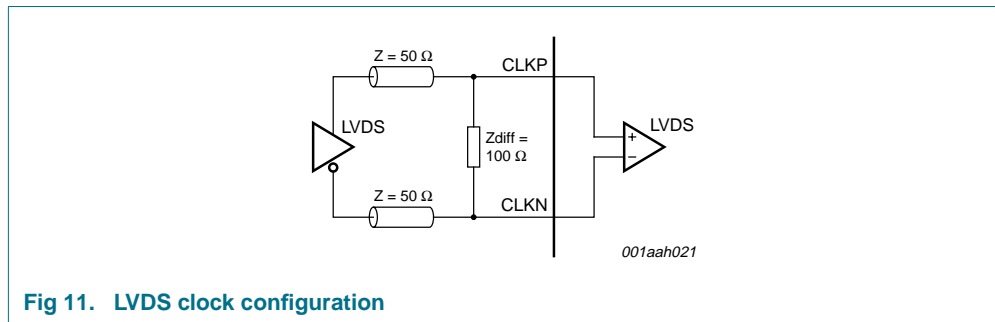 Z = 50 Ω
CLKP
LVDS
Zdiff =
100 Ω
LVDS
+
−
Z = 50 Ω
CLKN
001aah021
Fig 11. LVDS clock configuration